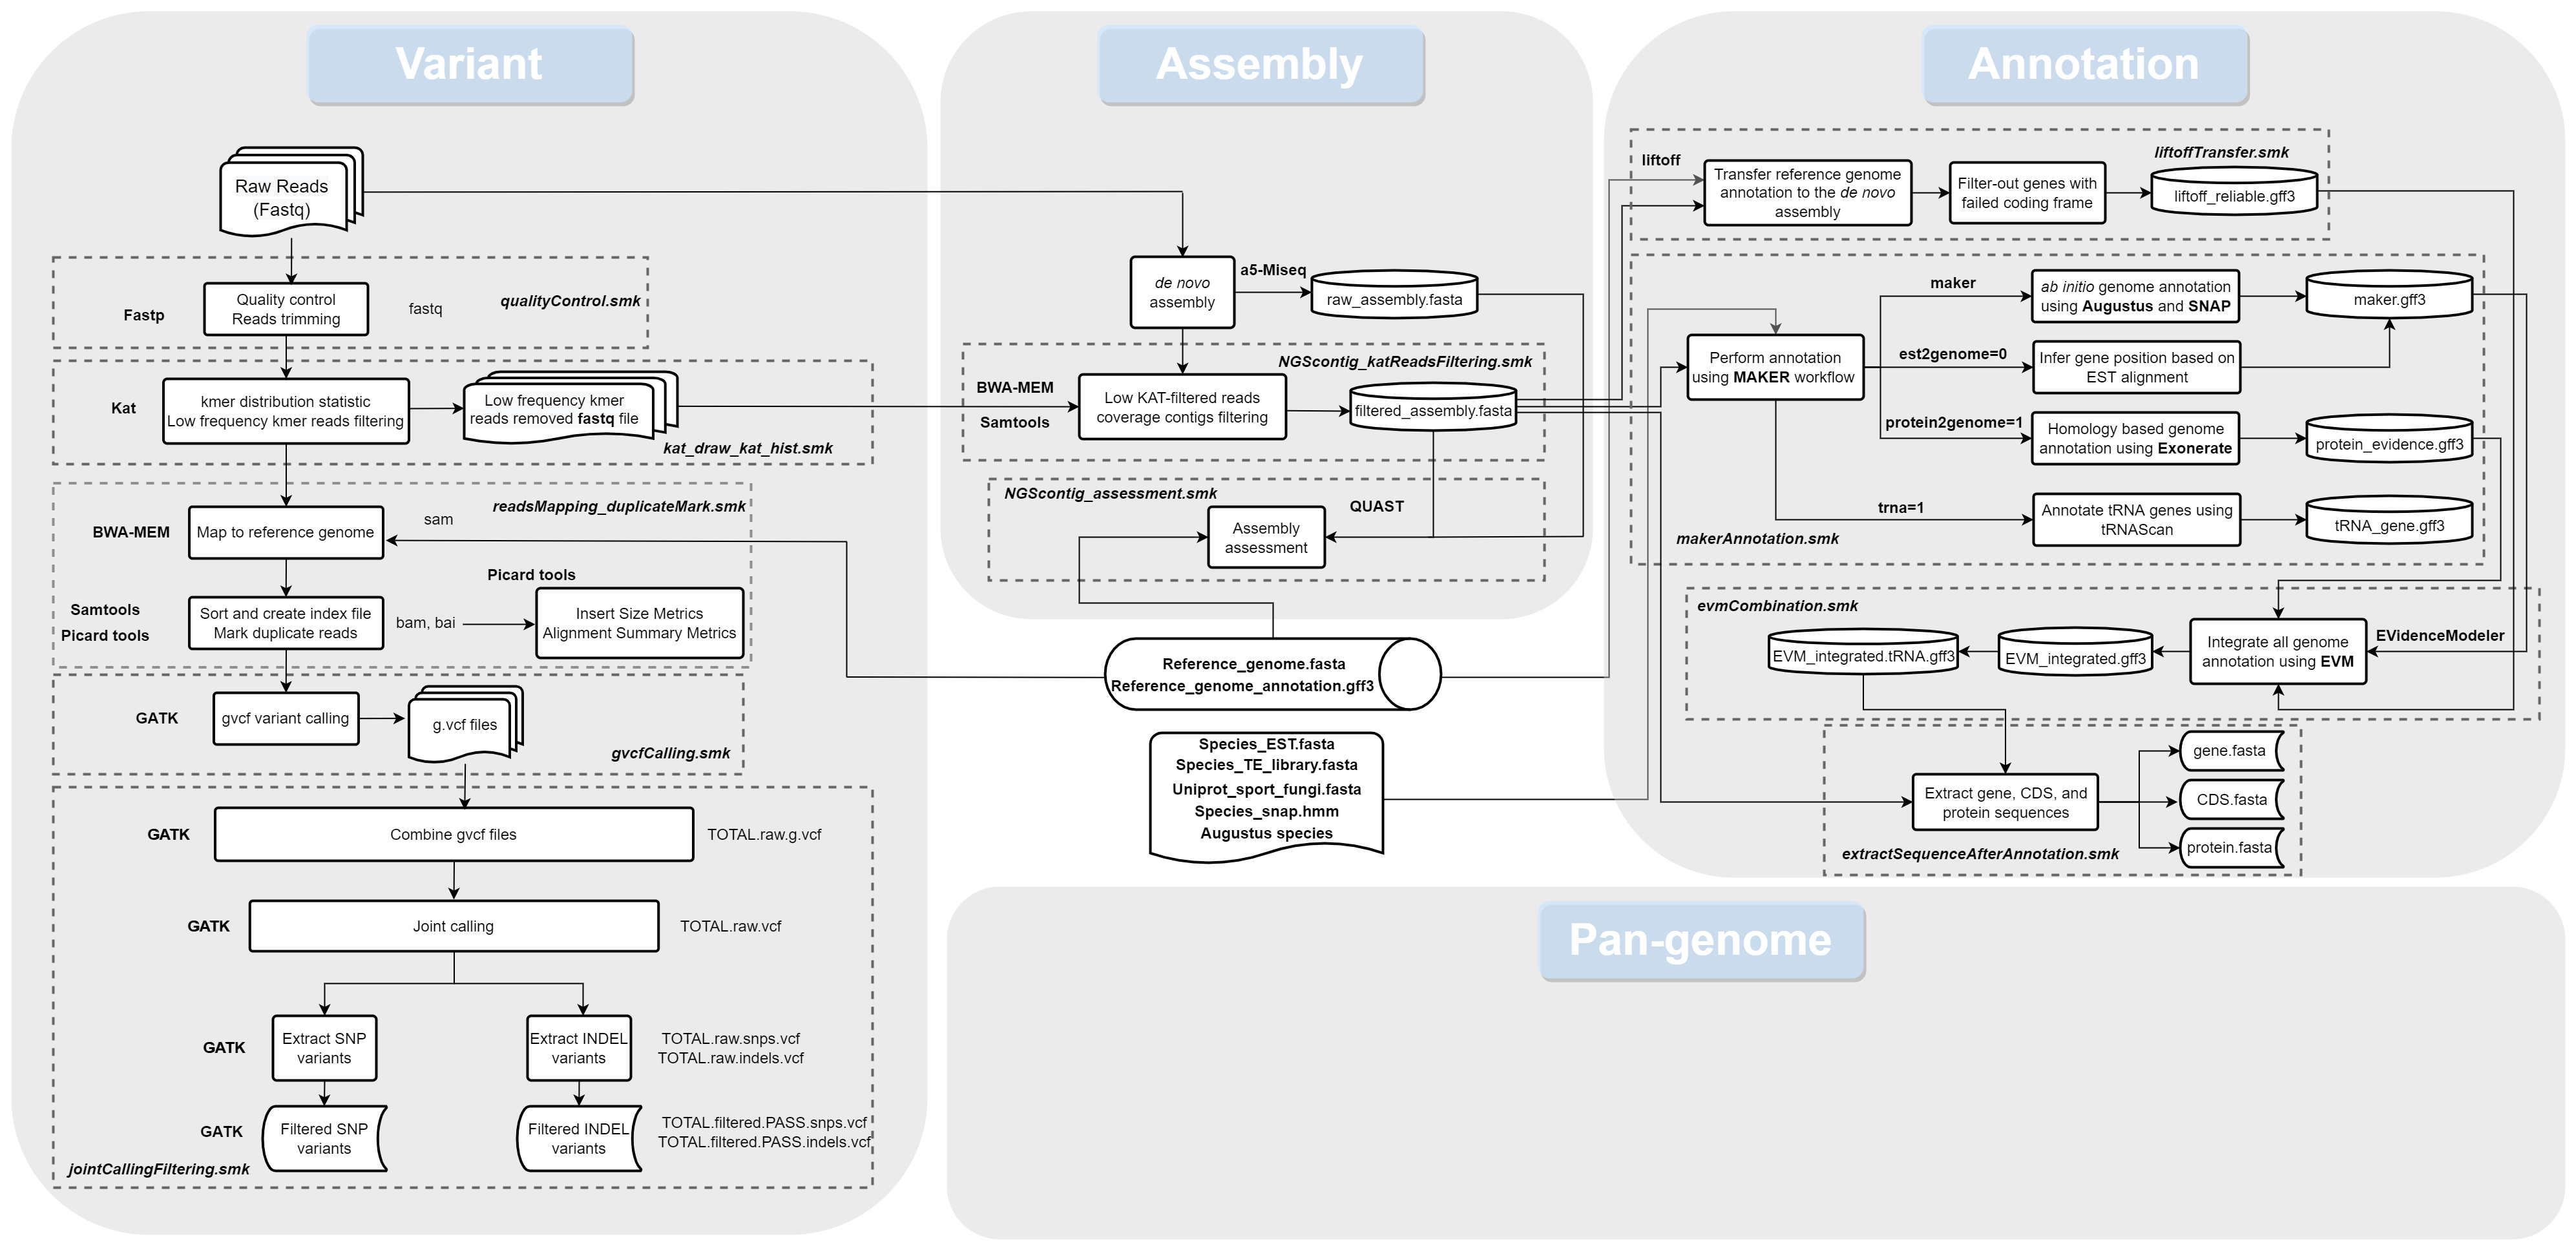 Variant
Raw Reads
(Fastq)
Fastp
Quality control
Reads trimming
fastq
qualityControl.smk
Kat
kmer distribution statistic
Low frequency kmer reads filtering
Low frequency kmer
reads removed fastq file
kat_draw_kat_hist.smk
readsMapping_duplicateMark.smk
BWA-MEM
Map to reference genome
sam
Samtools
Picard tools
Sort and create index file
Mark duplicate reads
bam, bai
Picard tools
Insert Size Metrics
Alignment Summary Metrics
GATK
gvcf variant calling
g.vcf files
gvcfCalling.smk
GATK
Combine gvcf files
TOTAL.raw.g.vcf
GATK
Joint calling
TOTAL.raw.vcf
GATK
Extract SNP
variants
Extract INDEL
variants
TOTAL.raw.snps.vcf
TOTAL.raw.indels.vcf
GATK
Filtered SNP
variants
Filtered INDEL
variants
TOTAL.filtered.PASS.snps.vcf
TOTAL.filtered.PASS.indels.vcf
jointCallingFiltering.smk
Assembly
de novo
assembly
a5-Miseq
raw_assembly.fasta
NGScontig_katReadsFiltering.smk
BWA-MEM
Samtools
Low KAT-filtered reads
coverage contigs filtering
filtered_assembly.fasta
NGScontig_assessment.smk
QUAST
Assembly
assessment
Reference_genome.fasta
Reference_genome_annotation.gff3
Species_EST.fasta
Species_TE_library.fasta
Uniprot_sport_fungi.fasta
Species_snap.hmm
Augustus species
Annotation
liftoff
liftoffTransfer.smk
Transfer reference genome
annotation to the de novo
assembly
Filter-out genes with
failed coding frame
liftoff_reliable.gff3
Perform annotation
using MAKER workflow
maker
ab initio genome annotation
using Augustus and SNAP
maker.gff3
est2genome=0
Infer gene position based on
EST alignment
protein2genome=1
Homology based genome
annotation using Exonerate
protein_evidence.gff3
trna=1
Annotate tRNA genes using
tRNAScan
tRNA_gene.gff3
makerAnnotation.smk
evmCombination.smk
EVM_integrated.tRNA.gff3
EVM_integrated.gff3
Integrate all genome
annotation using EVM
EVidenceModeler
Extract gene, CDS, and
protein sequences
gene.fasta
CDS.fasta
protein.fasta
extractSequenceAfterAnnotation.smk
Pan-genome